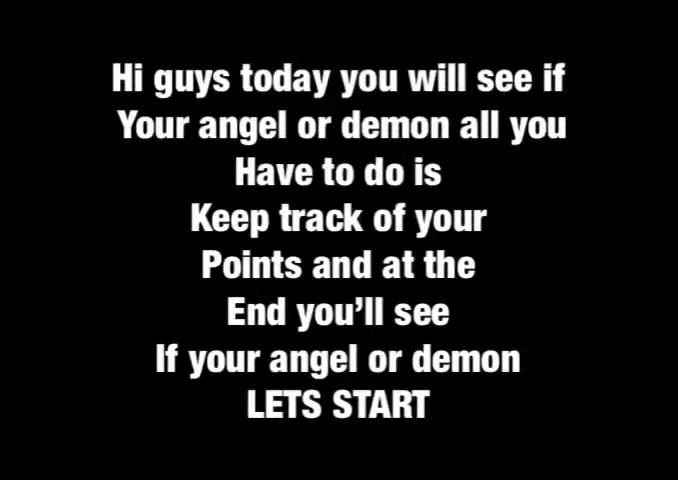 Hi guys today you will see if
Your angel or demon all you
Have to do is
Keep track of your
Points and at the
End you’ll see
If your angel or demon
LETS START